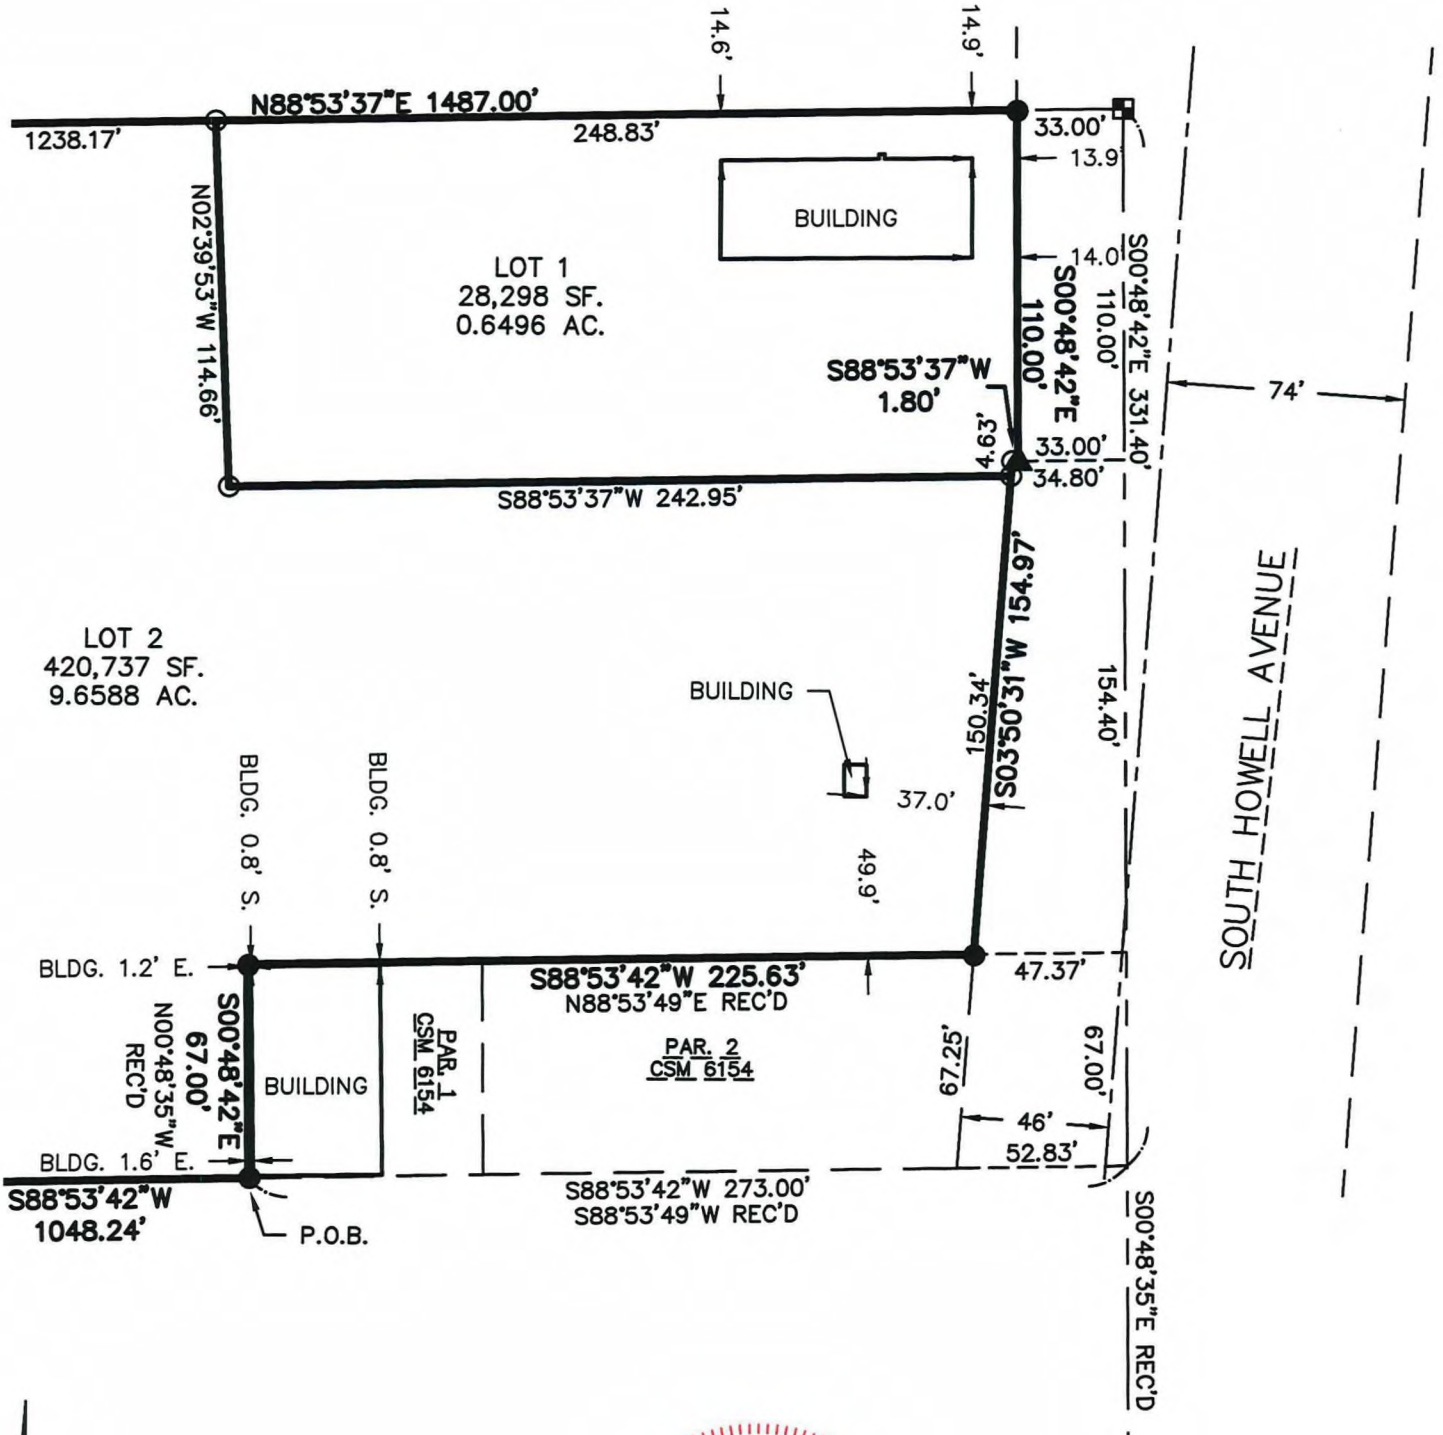 14.6'
14.9'
N88°53'37"E 1487.00'
1238.17'
248.83'
33.00'
13.9'
BUILDING
14.0'
LOT 1
28,298 SF.
0.6496 AC.
N02°39'53"W 114.66'
S00°48'42"E
110.00'
S00°48'42"E 331.40'
110.00'
S88°53'37"W
1.80'
74'
4.63'
33.00'
34.80'
S88°53'37"W 242.95'
SOUTH HOWELL AVENUE
S03°50'31"W 154.97'
150.34'
154.40'
LOT 2
420,737 SF.
9.6588 AC.
BUILDING
37.0'
49.9'
BLDG. 0.8' S.
BLDG. 0.8' S.
BLDG. 1.2' E.
S88°53'42"W 225.63'
N88°53'49"E REC'D
47.37'
S00°48'42"E
67.00'
N00°48'35"W
REC'D
BUILDING
PAR. 1
CSM 6154
PAR. 2
CSM 6154
67.25'
67.00'
46'
52.83'
BLDG. 1.6' E.
S88°53'42"W
1048.24'
P.O.B.
S88°53'42"W 273.00'
S88°53'49"W REC'D
S00°48'35"E REC'D